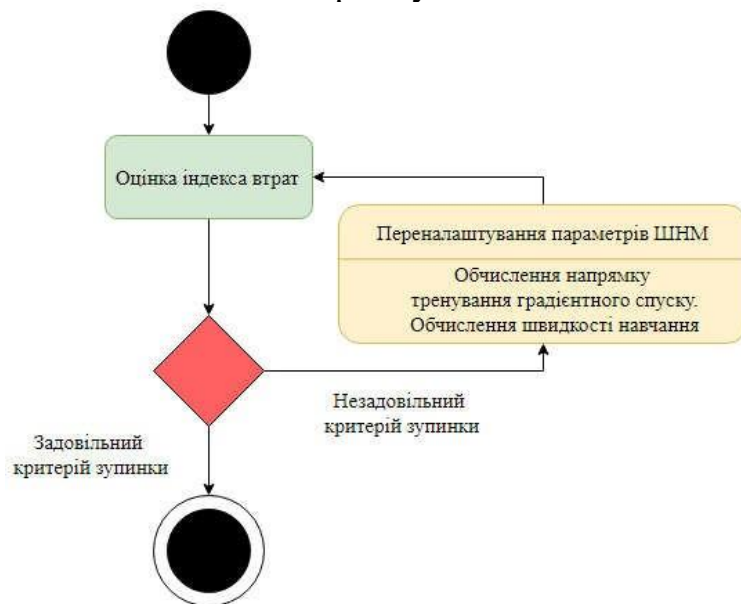 Оцінка індекса втрат
Переналаштування параметрів ШНМ
Обчислення напрямку
тренування градієнтного спуску.
Обчислення швидкості навчання
Незадовільний
критерій зупинки
Задовільний
критерій зупинки